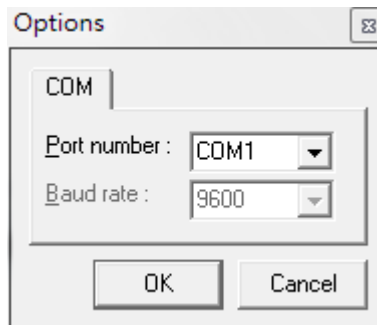 Options
COM
Port number : COM1
Baud rate : 9600
OK Cancel